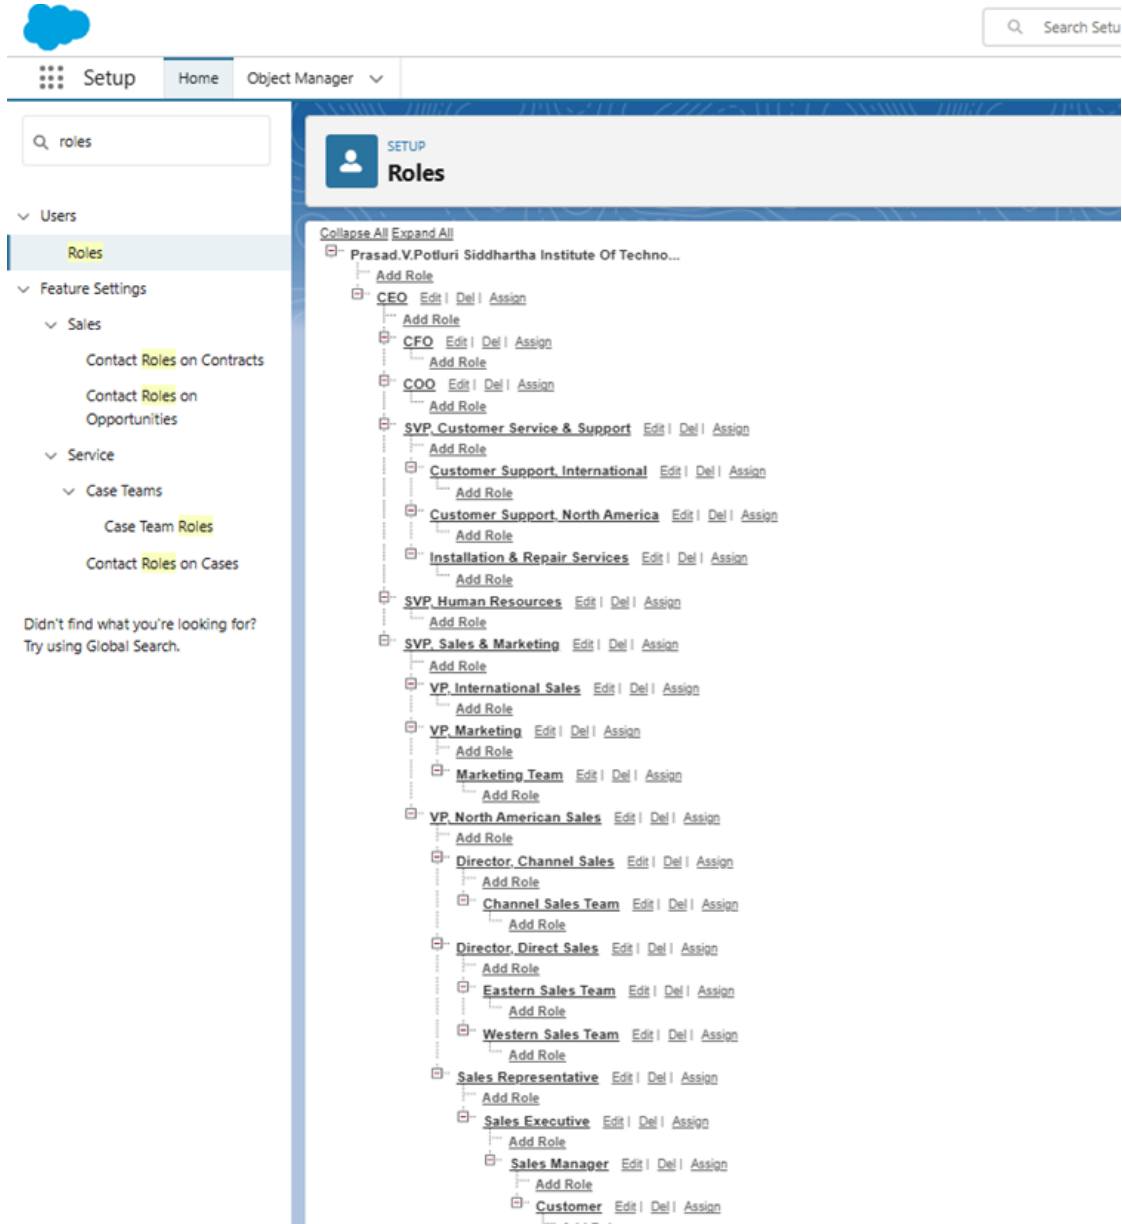 Search Setu
Setup Home Object Manager
roles
SETUP
Roles
Users
Roles
Feature Settings
Sales
Contact Roles on Contracts
Contact Roles on
Opportunities
Service
Case Teams
Case Team Roles
Contact Roles on Cases
Didn't find what you're looking for?
Try using Global Search.
Collapse All Expand All
Prasad.V.Potluri Siddhartha Institute Of Techno...
Add Role
CEO Edit | Del | Assign
Add Role
CFO Edit | Del | Assign
Add Role
COO Edit | Del | Assign
Add Role
SVP, Customer Service & Support Edit | Del | Assign
Add Role
Customer Support, International Edit | Del | Assign
Add Role
Customer Support, North America Edit | Del | Assign
Add Role
Installation & Repair Services Edit | Del | Assign
Add Role
SVP, Human Resources Edit | Del | Assign
Add Role
SVP, Sales & Marketing Edit | Del | Assign
Add Role
VP, International Sales Edit | Del | Assign
Add Role
VP, Marketing Edit | Del | Assign
Add Role
Marketing Team Edit | Del | Assign
Add Role
VP, North American Sales Edit | Del | Assign
Add Role
Director, Channel Sales Edit | Del | Assign
Add Role
Channel Sales Team Edit | Del | Assign
Add Role
Director, Direct Sales Edit | Del | Assign
Add Role
Eastern Sales Team Edit | Del | Assign
Add Role
Western Sales Team Edit | Del | Assign
Add Role
Sales Representative Edit | Del | Assign
Add Role
Sales Executive Edit | Del | Assign
Add Role
Sales Manager Edit | Del | Assign
Add Role
Customer Edit | Del | Assign